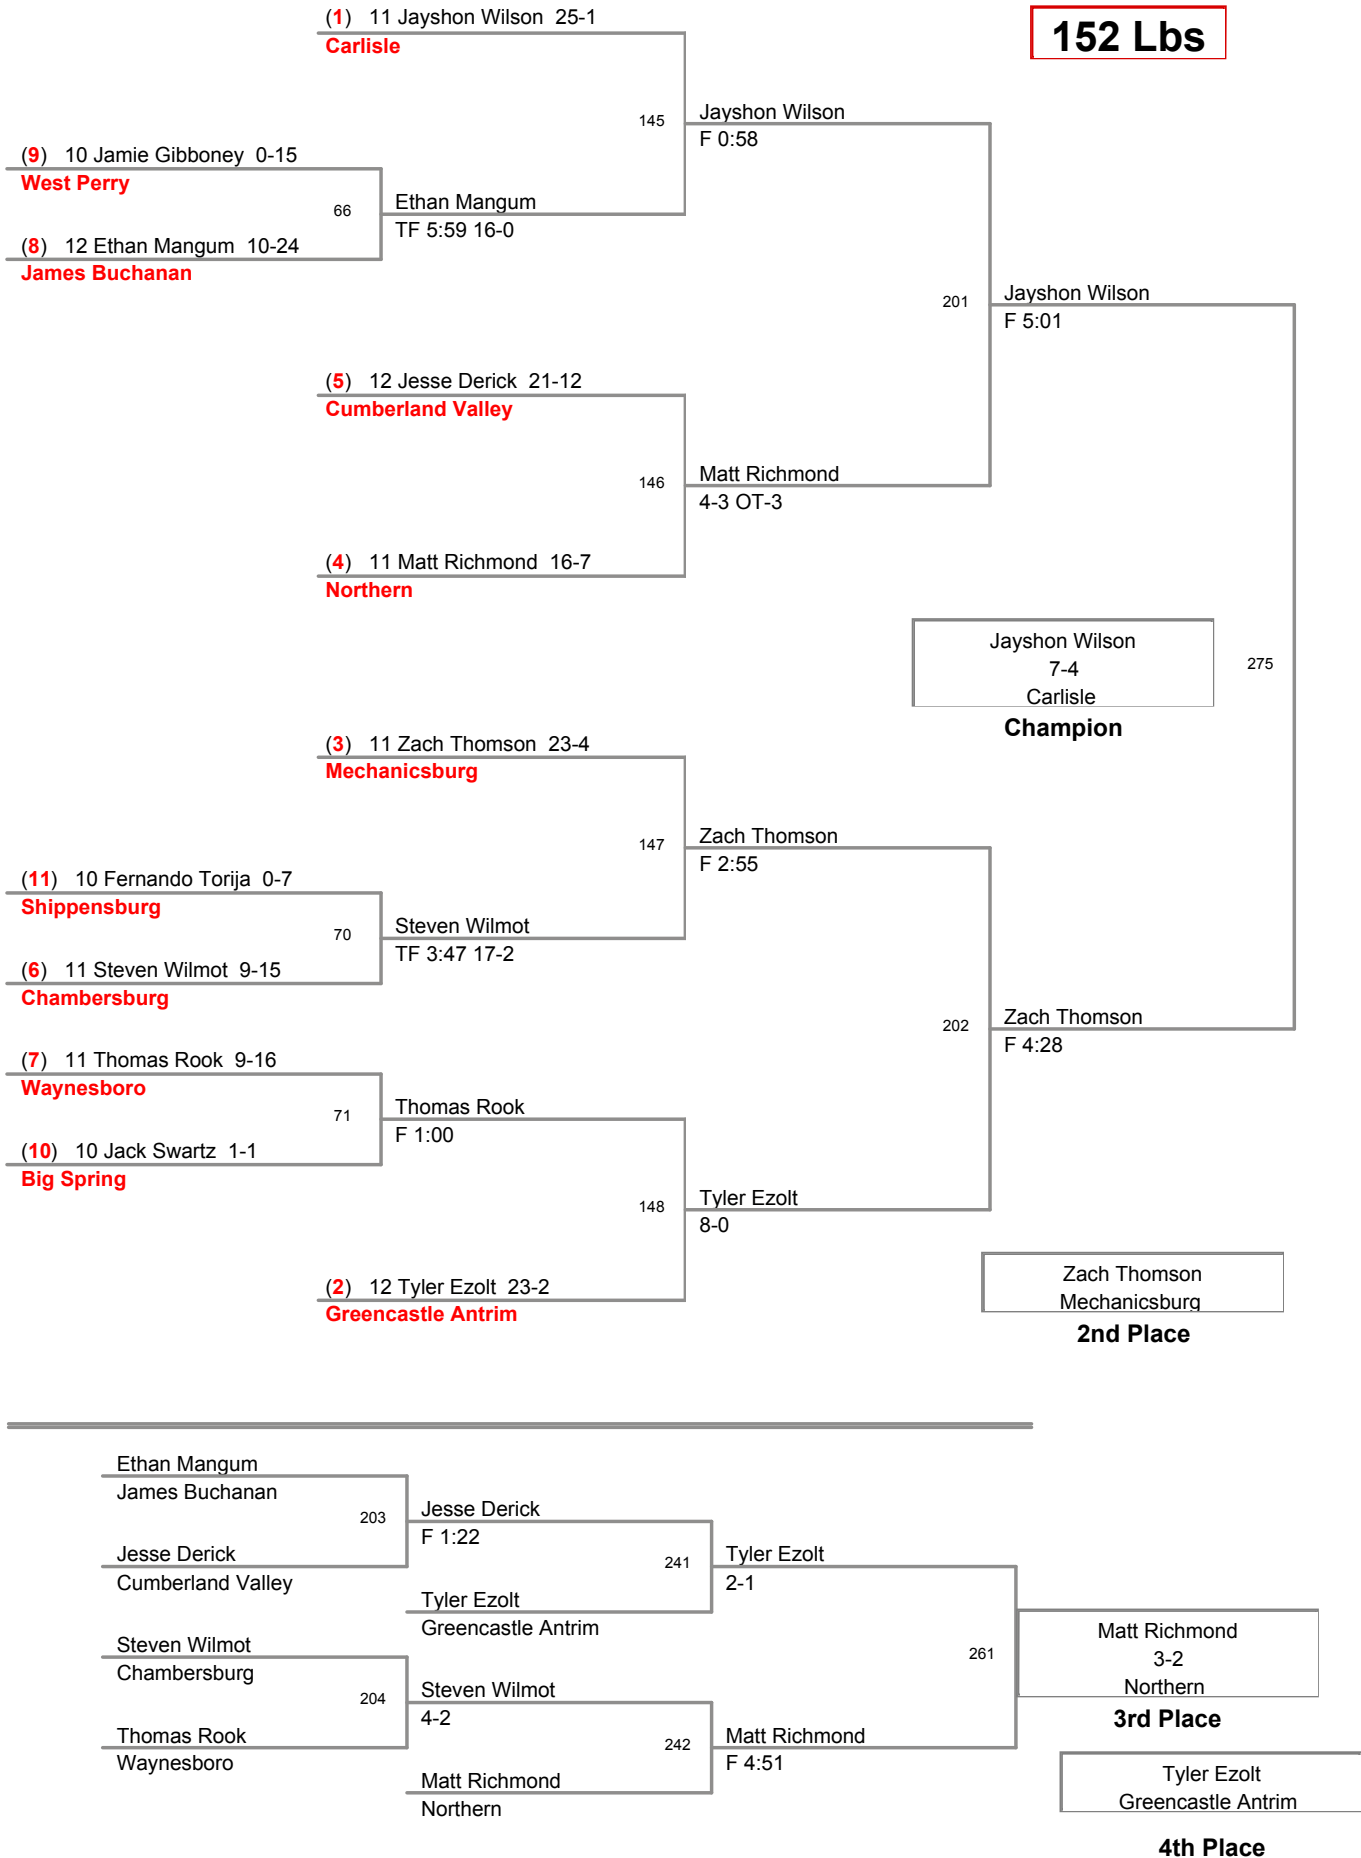 (1) 11 Jayshon Wilson 25-1
Carlisle
152 Lbs
145
Jayshon Wilson
F 0:58
(9) 10 Jamie Gibboney 0-15
West Perry
66
Ethan Mangum
TF 5:59 16-0
(8) 12 Ethan Mangum 10-24
James Buchanan
201
Jayshon Wilson
F 5:01
(5) 12 Jesse Derick 21-12
Cumberland Valley
146
Matt Richmond
4-3 OT-3
(4) 11 Matt Richmond 16-7
Northern
Jayshon Wilson
7-4
Carlisle
Champion
275
(3) 11 Zach Thomson 23-4
Mechanicsburg
147
Zach Thomson
F 2:55
(11) 10 Fernando Torija 0-7
Shippensburg
70
Steven Wilmot
TF 3:47 17-2
(6) 11 Steven Wilmot 9-15
Chambersburg
202
Zach Thomson
F 4:28
(7) 11 Thomas Rook 9-16
Waynesboro
71
Thomas Rook
F 1:00
(10) 10 Jack Swartz 1-1
Big Spring
148
Tyler Ezolt
8-0
(2) 12 Tyler Ezolt 23-2
Greencastle Antrim
Zach Thomson
Mechanicsburg
2nd Place
Ethan Mangum
James Buchanan
203
Jesse Derick
F 1:22
Jesse Derick
Cumberland Valley
241
Tyler Ezolt
2-1
Tyler Ezolt
Greencastle Antrim
Steven Wilmot
Chambersburg
204
Steven Wilmot
4-2
Thomas Rook
Waynesboro
242
Matt Richmond
F 4:51
Matt Richmond
Northern
261
Matt Richmond
3-2
Northern
3rd Place
Tyler Ezolt
Greencastle Antrim
4th Place